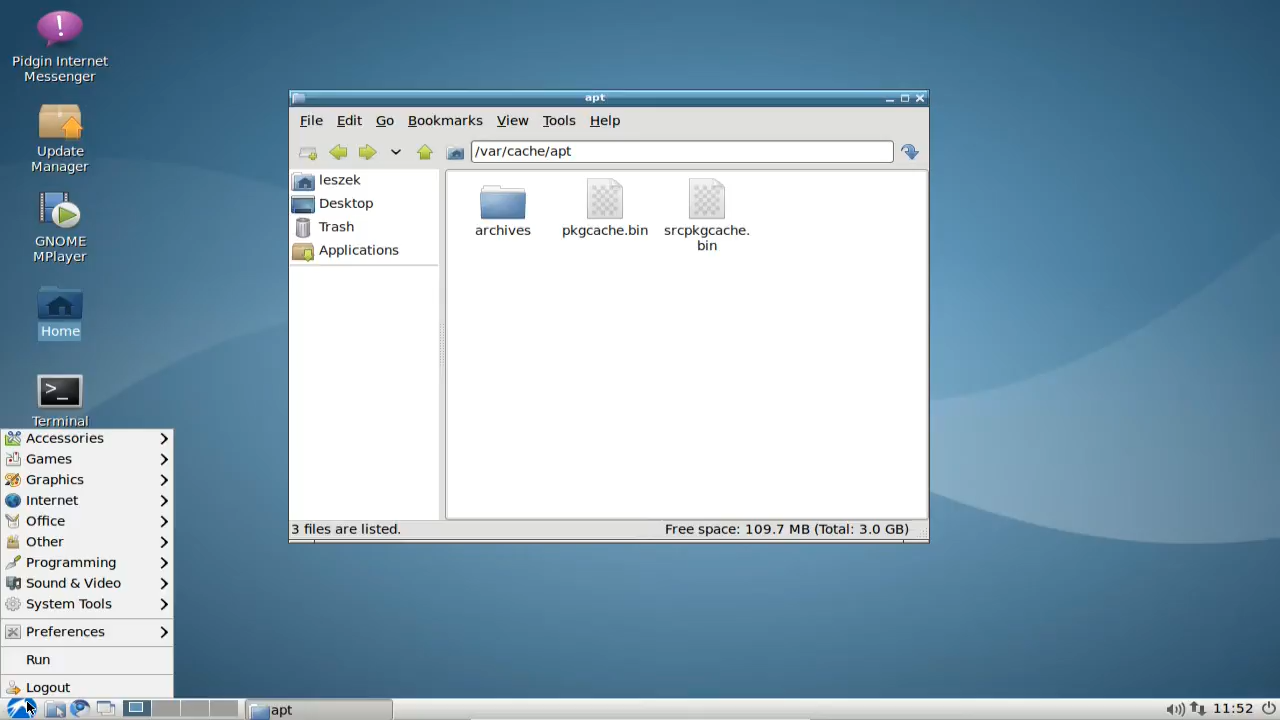 Pidgin Internet
Messenger
Update
Manager
GNOME
MPlayer
Home
Terminal
apt
File Edit Go Bookmarks View Tools Help
/var/cache/apt
leszek
Desktop
Trash
Applications
archives
pkgcache.bin
srcpkgcache.
bin
3 files are listed.
Free space: 109.7 MB (Total: 3.0 GB)
Accessories
Games
Graphics
Internet
Office
Other
Programming
Sound & Video
System Tools
Preferences
Run
Logout
apt
11:52